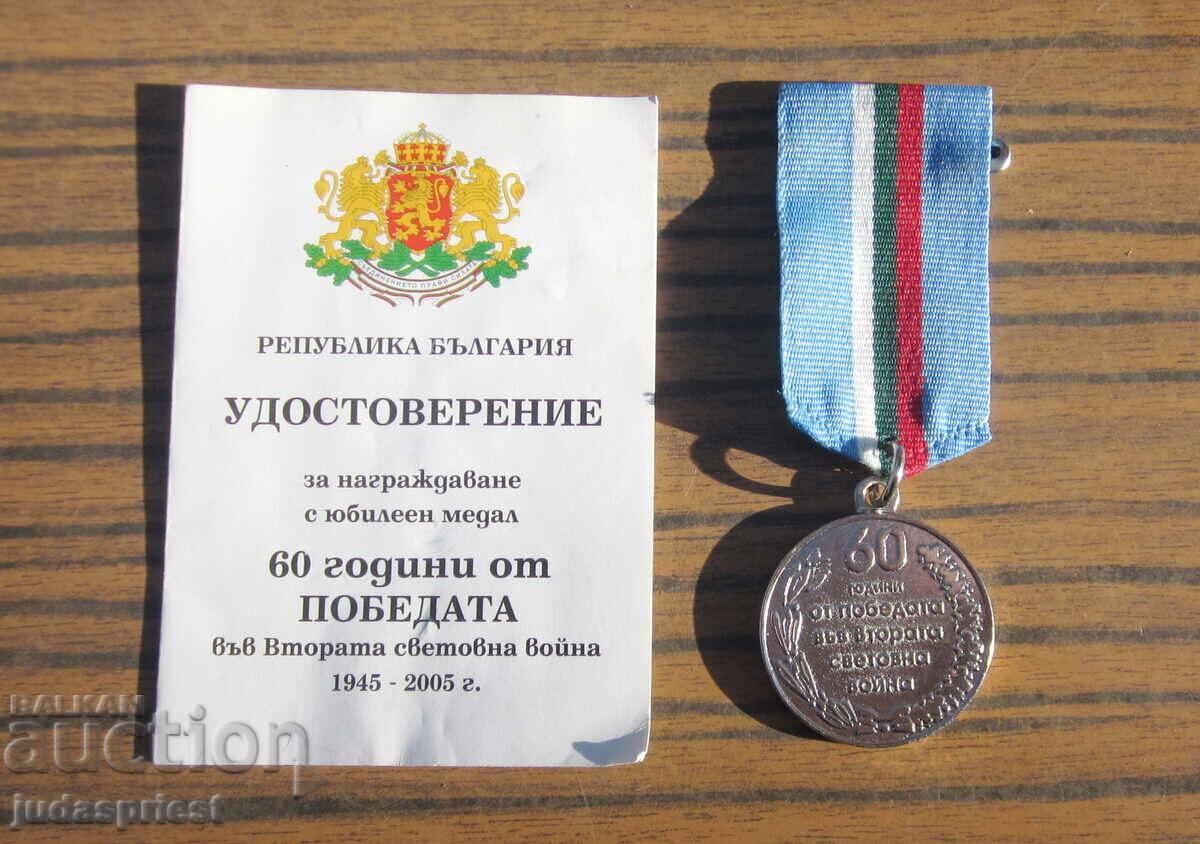 СЪЕДИНЕНИЕТО ПРАВИ СИЛАТА
РЕПУБЛИКА БЪЛГАРИЯ
УДОСТОВЕРЕНИЕ
за награждаване
с юбилеен медал
60 години от
ПОБЕДАТА
във Втората световна война
1945 - 2005 г.
60
ГОДИНИ
ОТ ПОБЕДАТА
ВЪВ ВТОРАТА
СВЕТОВНА
ВОЙНА
BALKAN
auction
judaspriest